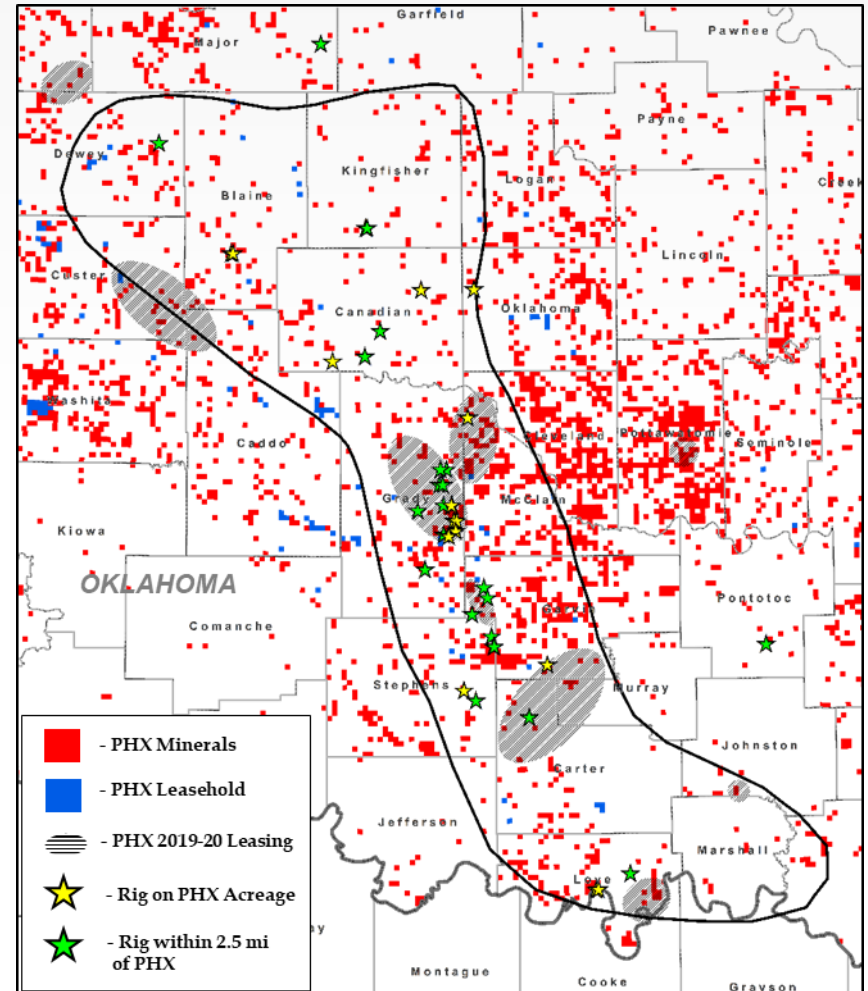 Garfield
Major
Pawnee
Payne
Dewey
Kingfisher
Logan
Creek
Blaine
Lincoln
Custer
Canadian
Oklahoma
Washita
Caddo
Cleveland
Pottawatomie
Seminole
Grady
McClain
Kiowa
OKLAHOMA
Pontotoc
Garvin
Comanche
Stephens
Murray
Johnston
Carter
Jefferson
Marshall
Love
Montague
Cooke
Grayson
- PHX Minerals
- PHX Leasehold
- PHX 2019-20 Leasing
- Rig on PHX Acreage
- Rig within 2.5 mi
of PHX